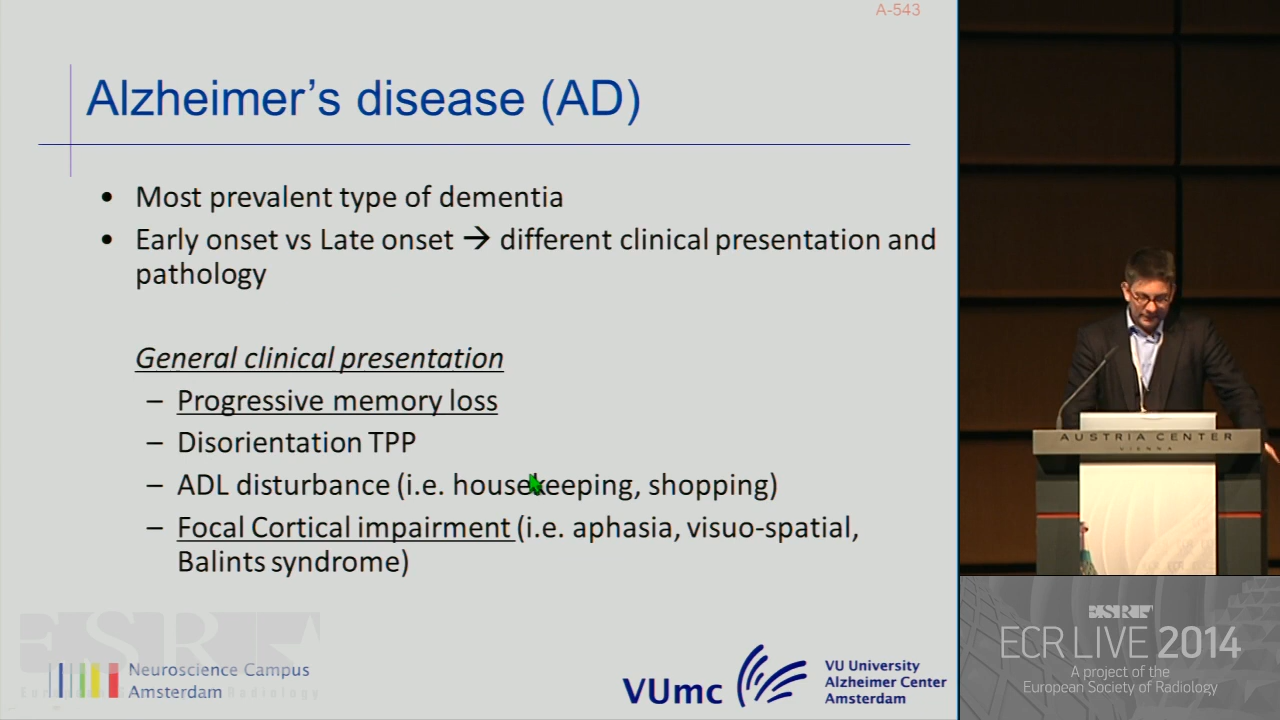 A-543
Alzheimer's disease (AD)
• Most prevalent type of dementia
• Early onset vs Late onset → different clinical presentation and
pathology
General clinical presentation
– Progressive memory loss
– Disorientation TPP
– ADL disturbance (i.e. housekeeping, shopping)
– Focal Cortical impairment (i.e. aphasia, visuo-spatial,
Balints syndrome)
ESR
Neuroscience Campus
Amsterdam
VUmc
VU University
Alzheimer Center
Amsterdam
AUSTRIA CENTER
VIENNA
ESR
ECR LIVE 2014
A project of the
European Society of Radiology